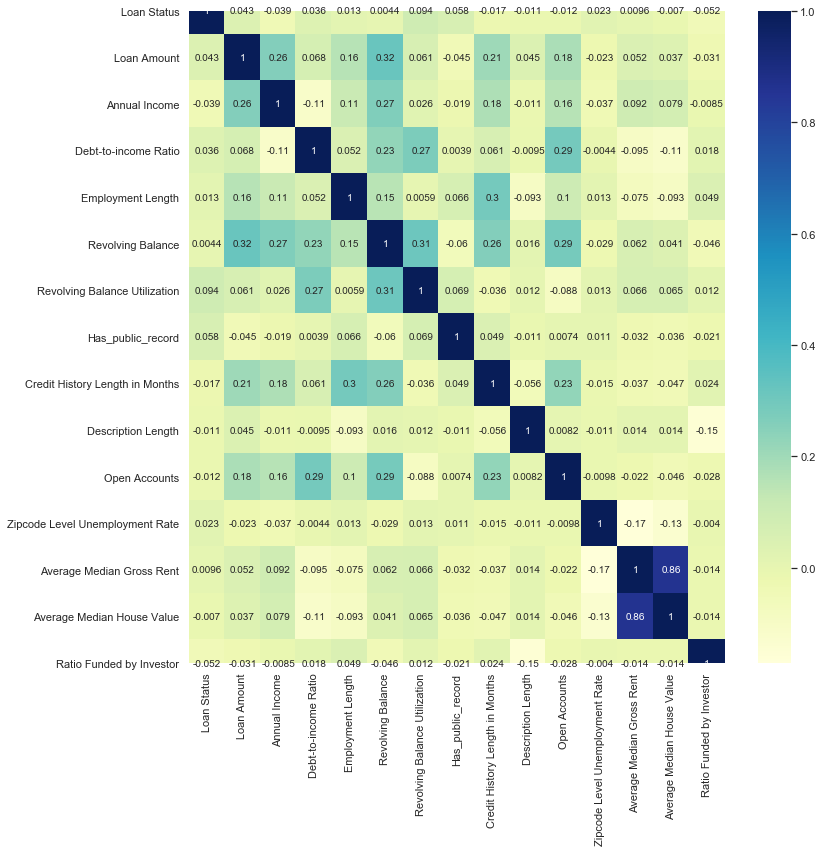 Loan Status 1 0.043 -0.039 0.036 0.013 0.0044 0.094 0.058 -0.017 -0.011 -0.012 0.023 0.0096 -0.007 -0.052
Loan Amount 0.043 1 0.26 0.068 0.16 0.32 0.061 -0.045 0.21 0.045 0.18 -0.023 0.052 0.037 -0.031
Annual Income -0.039 0.26 1 -0.11 0.11 0.27 0.026 -0.019 0.18 -0.011 0.16 -0.037 0.092 0.079 -0.0085
Debt-to-income Ratio 0.036 0.068 -0.11 1 0.052 0.23 0.27 0.0039 0.061 -0.0095 0.29 -0.0044 -0.095 -0.11 0.018
Employment Length 0.013 0.16 0.11 0.052 1 0.15 0.0059 0.066 0.3 -0.093 0.1 0.013 -0.075 -0.093 0.049
Revolving Balance 0.0044 0.32 0.27 0.23 0.15 1 0.31 -0.06 0.26 0.016 0.29 -0.029 0.062 0.041 -0.046
Revolving Balance Utilization 0.094 0.061 0.026 0.27 0.0059 0.31 1 0.069 -0.036 0.012 -0.088 0.013 0.066 0.065 0.012
Has_public_record 0.058 -0.045 -0.019 0.0039 0.066 -0.06 0.069 1 0.049 -0.011 0.0074 0.011 -0.032 -0.036 -0.021
Credit History Length in Months -0.017 0.21 0.18 0.061 0.3 0.26 -0.036 0.049 1 -0.056 0.23 -0.015 -0.037 -0.047 0.024
Description Length -0.011 0.045 -0.011 -0.0095 -0.093 0.016 0.012 -0.011 -0.056 1 0.0082 -0.011 0.014 0.014 -0.15
Open Accounts -0.012 0.18 0.16 0.29 0.1 0.29 -0.088 0.0074 0.23 0.0082 1 -0.0098 -0.022 -0.046 -0.028
Zipcode Level Unemployment Rate 0.023 -0.023 -0.037 -0.0044 0.013 -0.029 0.013 0.011 -0.015 -0.011 -0.0098 1 -0.17 -0.13 -0.004
Average Median Gross Rent 0.0096 0.052 0.092 -0.095 -0.075 0.062 0.066 -0.032 -0.037 0.014 -0.022 -0.17 1 0.86 -0.014
Average Median House Value -0.007 0.037 0.079 -0.11 -0.093 0.041 0.065 -0.036 -0.047 0.014 -0.046 -0.13 0.86 1 -0.014
Ratio Funded by Investor -0.052 -0.031 -0.0085 0.018 0.049 -0.046 0.012 -0.021 0.024 -0.15 -0.028 -0.004 -0.014 -0.014 1
Loan Status
Loan Amount
Annual Income
Debt-to-income Ratio
Employment Length
Revolving Balance
Revolving Balance Utilization
Has_public_record
Credit History Length in Months
Description Length
Open Accounts
Zipcode Level Unemployment Rate
Average Median Gross Rent
Average Median House Value
Ratio Funded by Investor
1.0
0.8
0.6
0.4
0.2
0.0